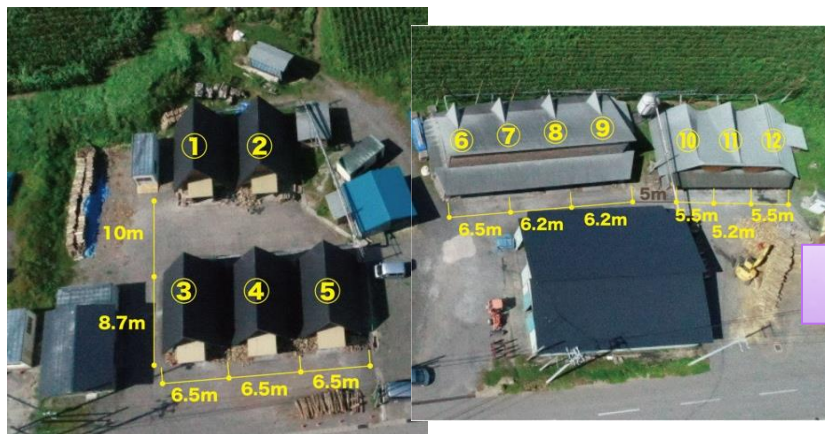 ①
②
10m
③
④
⑤
8.7m
6.5m
6.5m
6.5m
⑥
⑦
⑧
⑨
⑩
⑪
⑫
5m
6.5m
6.2m
6.2m
5.5m
5.2m
5.5m